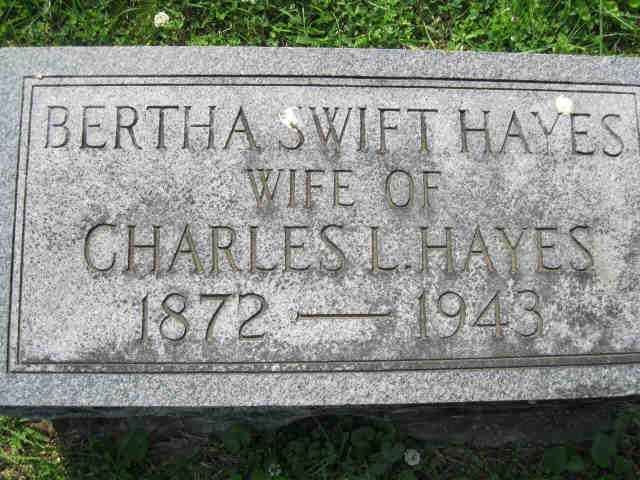 BERTHA SWIFT HAYES
WIFE OF
CHARLES L. HAYES
1872 — 1943